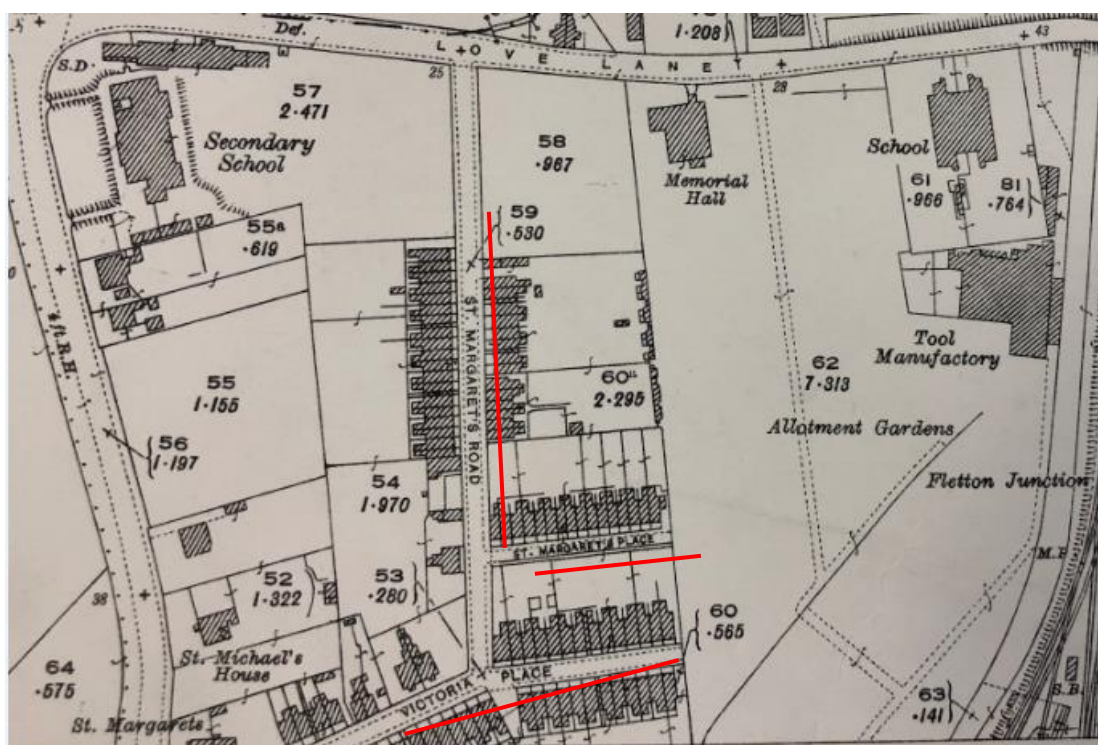 Def.
1·208
43
L O V E L A N E
S.D.
25
28
57
2·471
Secondary
School
58
·967
Memorial
Hall
School
61
·966
81
·764
55a
·619
59
·530
4 ft. R.H.
ST. MARGARET'S ROAD
Tool
Manufactory
55
1·155
60a
2·295
62
7·313
Allotment Gardens
56
1·197
54
1·970
Fletton Junction
ST. MARGARET'S PLACE
M.P.
52
1·322
53
·280
38
60
·565
64
·575
St. Michael's
House
VICTORIA PLACE
63
·141
S.B.
St. Margarets